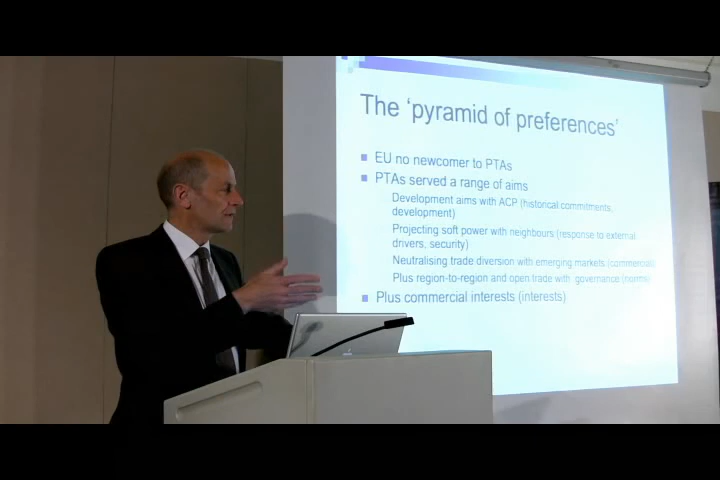 The 'pyramid of preferences'
EU no newcomer to PTAs
PTAs served a range of aims
Development aims with ACP (historical commitments,
development)
Projecting soft power with neighbours (response to external
drivers, security)
Neutralising trade diversion with emerging markets (commercial)
Plus region-to-region and open trade with governance (norms)
Plus commercial interests (interests)